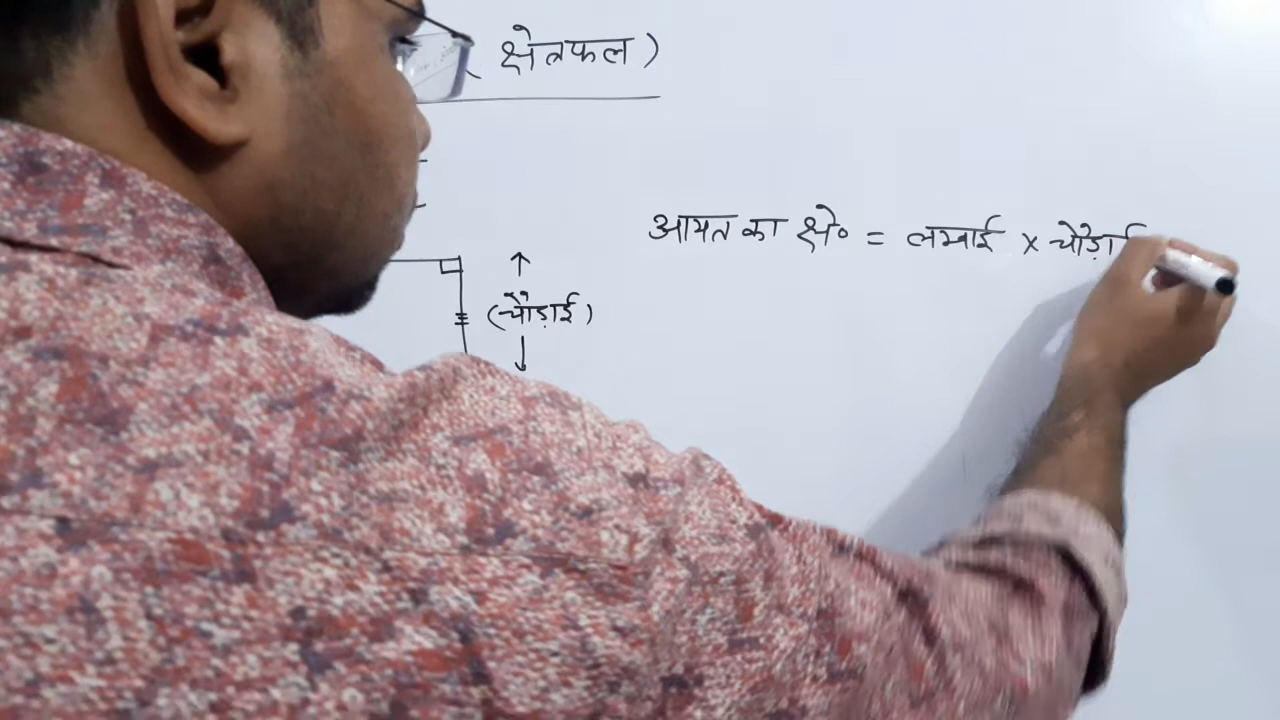 ( क्षेत्रफल )
आयत का क्षे० = लम्बाई × चौड़ाई
(चौड़ाई)